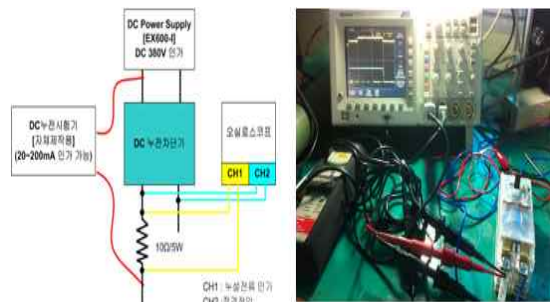 DC Power Supply
[EX600-I]
DC 380V 인가
DC누전시험기
[자체제작용]
(20~200mA 인가 가능)
DC 누전차단기
오실로스코프
CH1 CH2
10Ω/5W
CH1 : 누설전류 인가